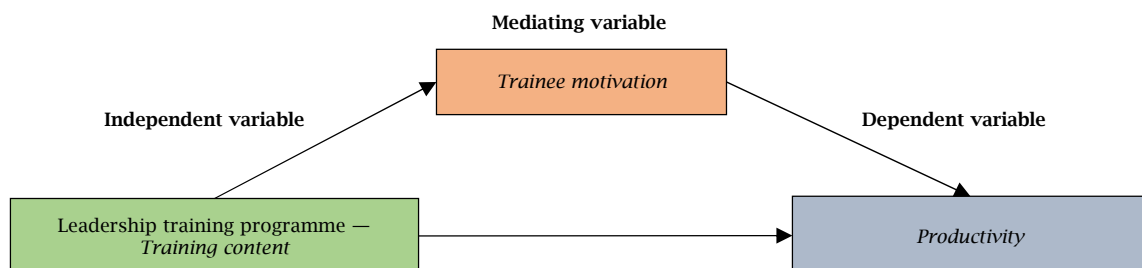 Mediating variable
Trainee motivation
Independent variable
Dependent variable
Leadership training programme —
Training content
Productivity